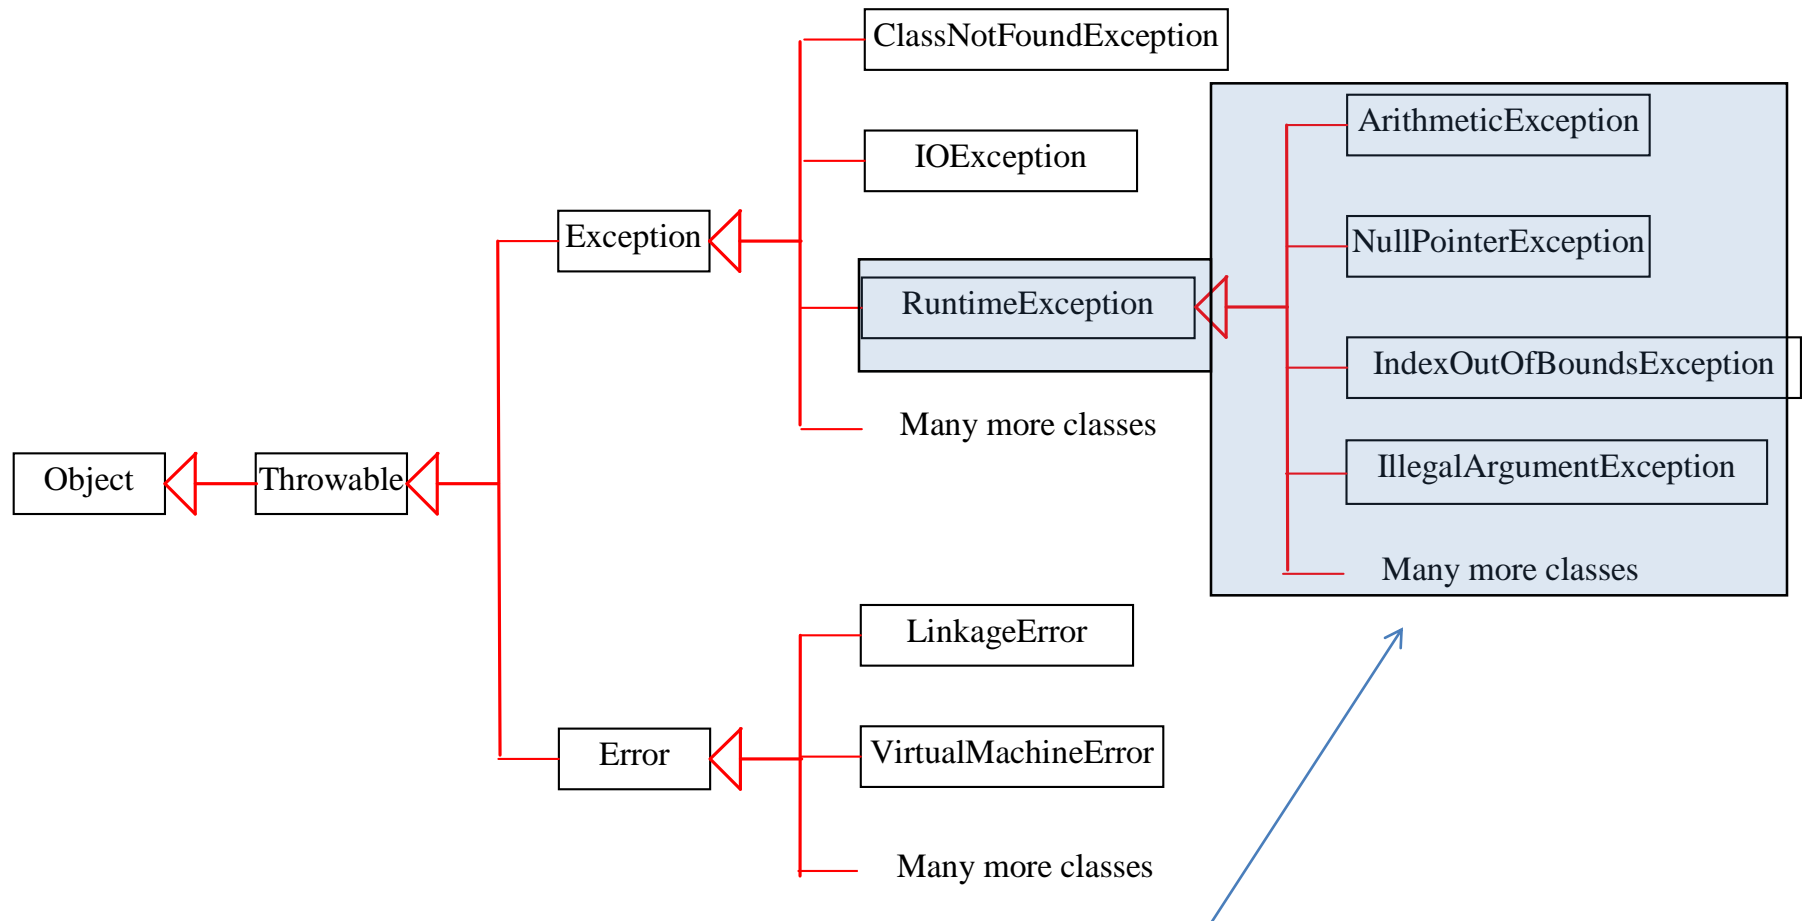 ClassNotFoundException
ArithmeticException
IOException
Exception
NullPointerException
RuntimeException
IndexOutOfBoundsException
Many more classes
IllegalArgumentException
Object
Throwable
Many more classes
LinkageError
Error
VirtualMachineError
Many more classes